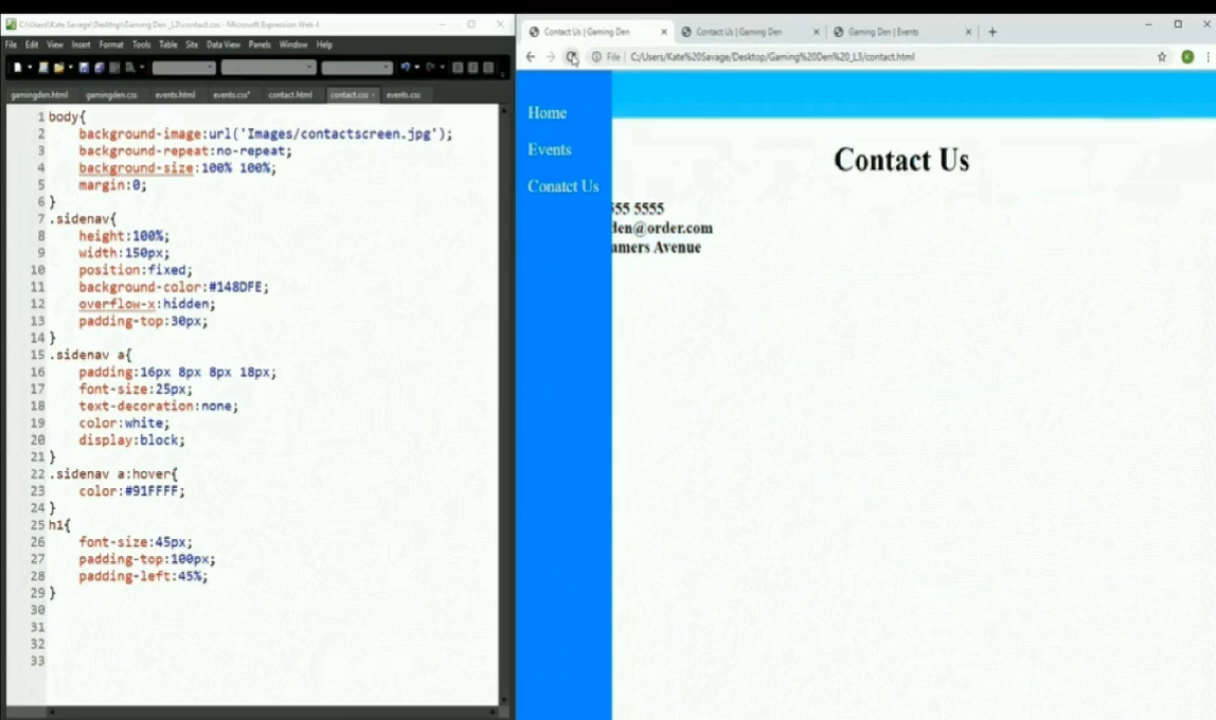 C:\Users\Kate Savage\Desktop\Gaming Den _L3\contact.css - Microsoft Expression Web 4
File Edit View Insert Format Tools Table Site Data View Panels Window Help
gamingden.html gamingden.css events.html events.css* contact.html contact.css × events.css
1 body{
2 background-image:url('Images/contactscreen.jpg');
3 background-repeat:no-repeat;
4 background-size:100% 100%;
5 margin:0;
6 }
7 .sidenav{
8 height:100%;
9 width:150px;
10 position:fixed;
11 background-color:#148DFE;
12 overflow-x:hidden;
13 padding-top:30px;
14 }
15 .sidenav a{
16 padding:16px 8px 8px 18px;
17 font-size:25px;
18 text-decoration:none;
19 color:white;
20 display:block;
21 }
22 .sidenav a:hover{
23 color:#91FFFF;
24 }
25 h1{
26 font-size:45px;
27 padding-top:100px;
28 padding-left:45%;
29 }
30
31
32
33
Contact Us | Gaming Den Contact Us | Gaming Den Gaming Den | Events
File | C:/Users/Kate%20Savage/Desktop/Gaming%20Den%20_L3/contact.html
K
Home
Events
Conatct Us
Contact Us
555 5555
den@order.com
amers Avenue